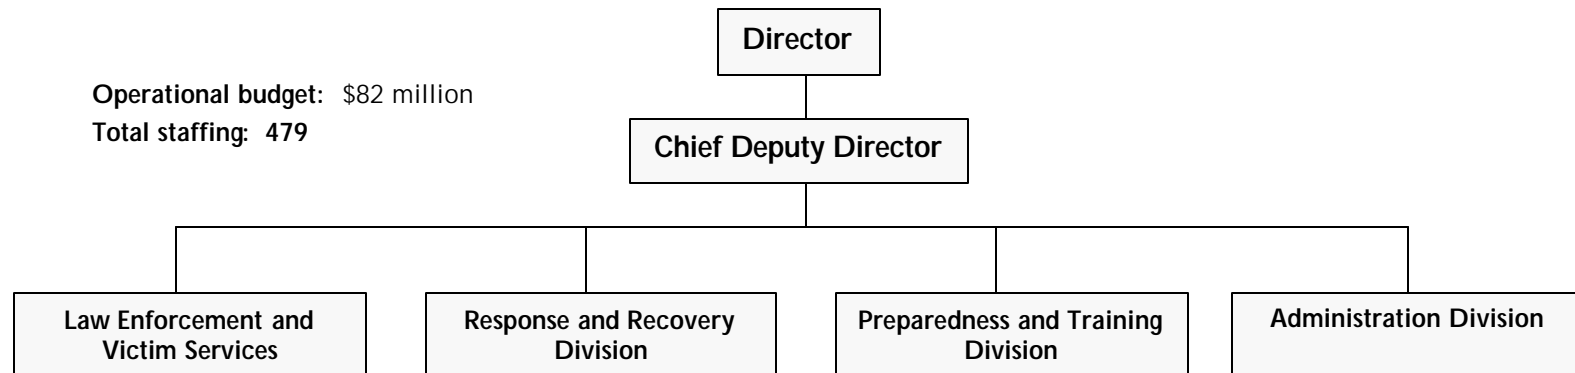 Director
Operational budget: $82 million
Total staffing: 479
Chief Deputy Director
Law Enforcement and
Victim Services
Response and Recovery
Division
Preparedness and Training
Division
Administration Division